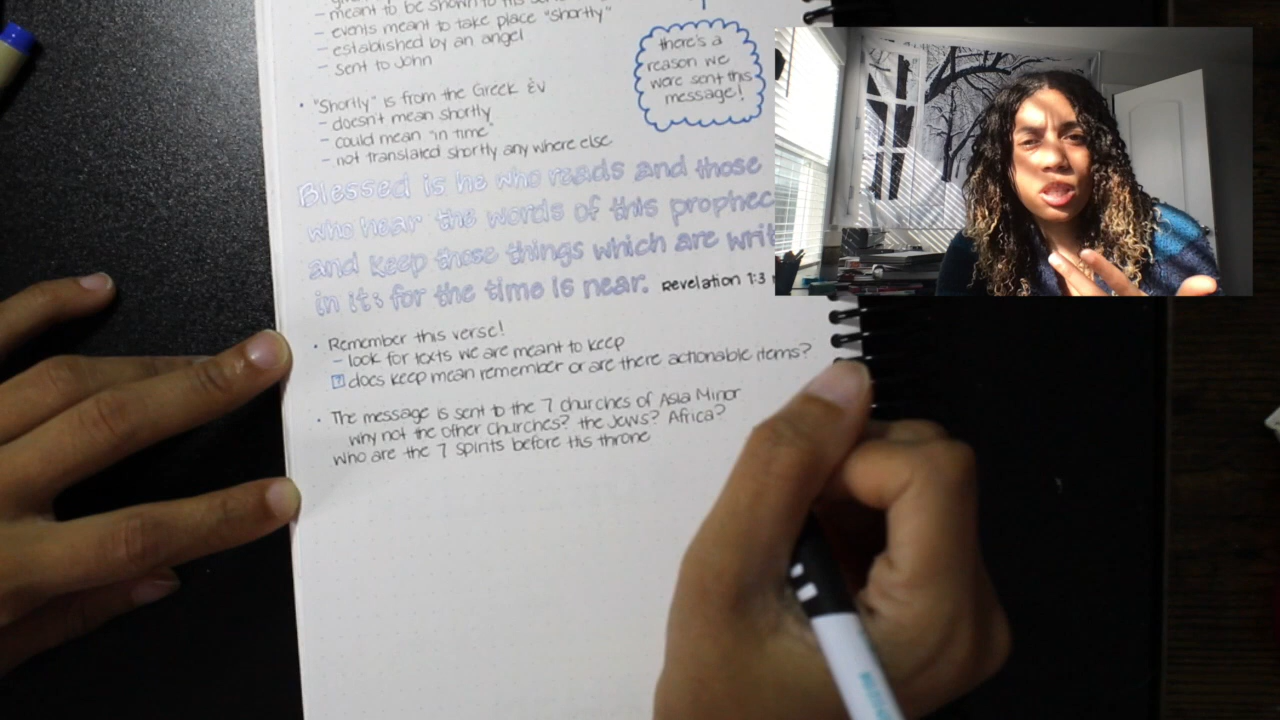 – meant to be shown to His
– events meant to take place "shortly"
– established by an angel
– sent to John
there's a
reason we
were sent this
message!
• "Shortly" is from the Greek ἐν
– doesn't mean shortly
– could mean "in time"
– not translated shortly any where else
Blessed is he who reads and those
who hear the words of this prophec
and keep those things which are writ
in it; for the time is near. Revelation 1:3
• Remember this verse!
– look for texts we are meant to keep
? does keep mean remember or are there actionable items?
• The message is sent to the 7 churches of Asia Minor
why not the other churches? the Jews? Africa?
who are the 7 spirits before His throne